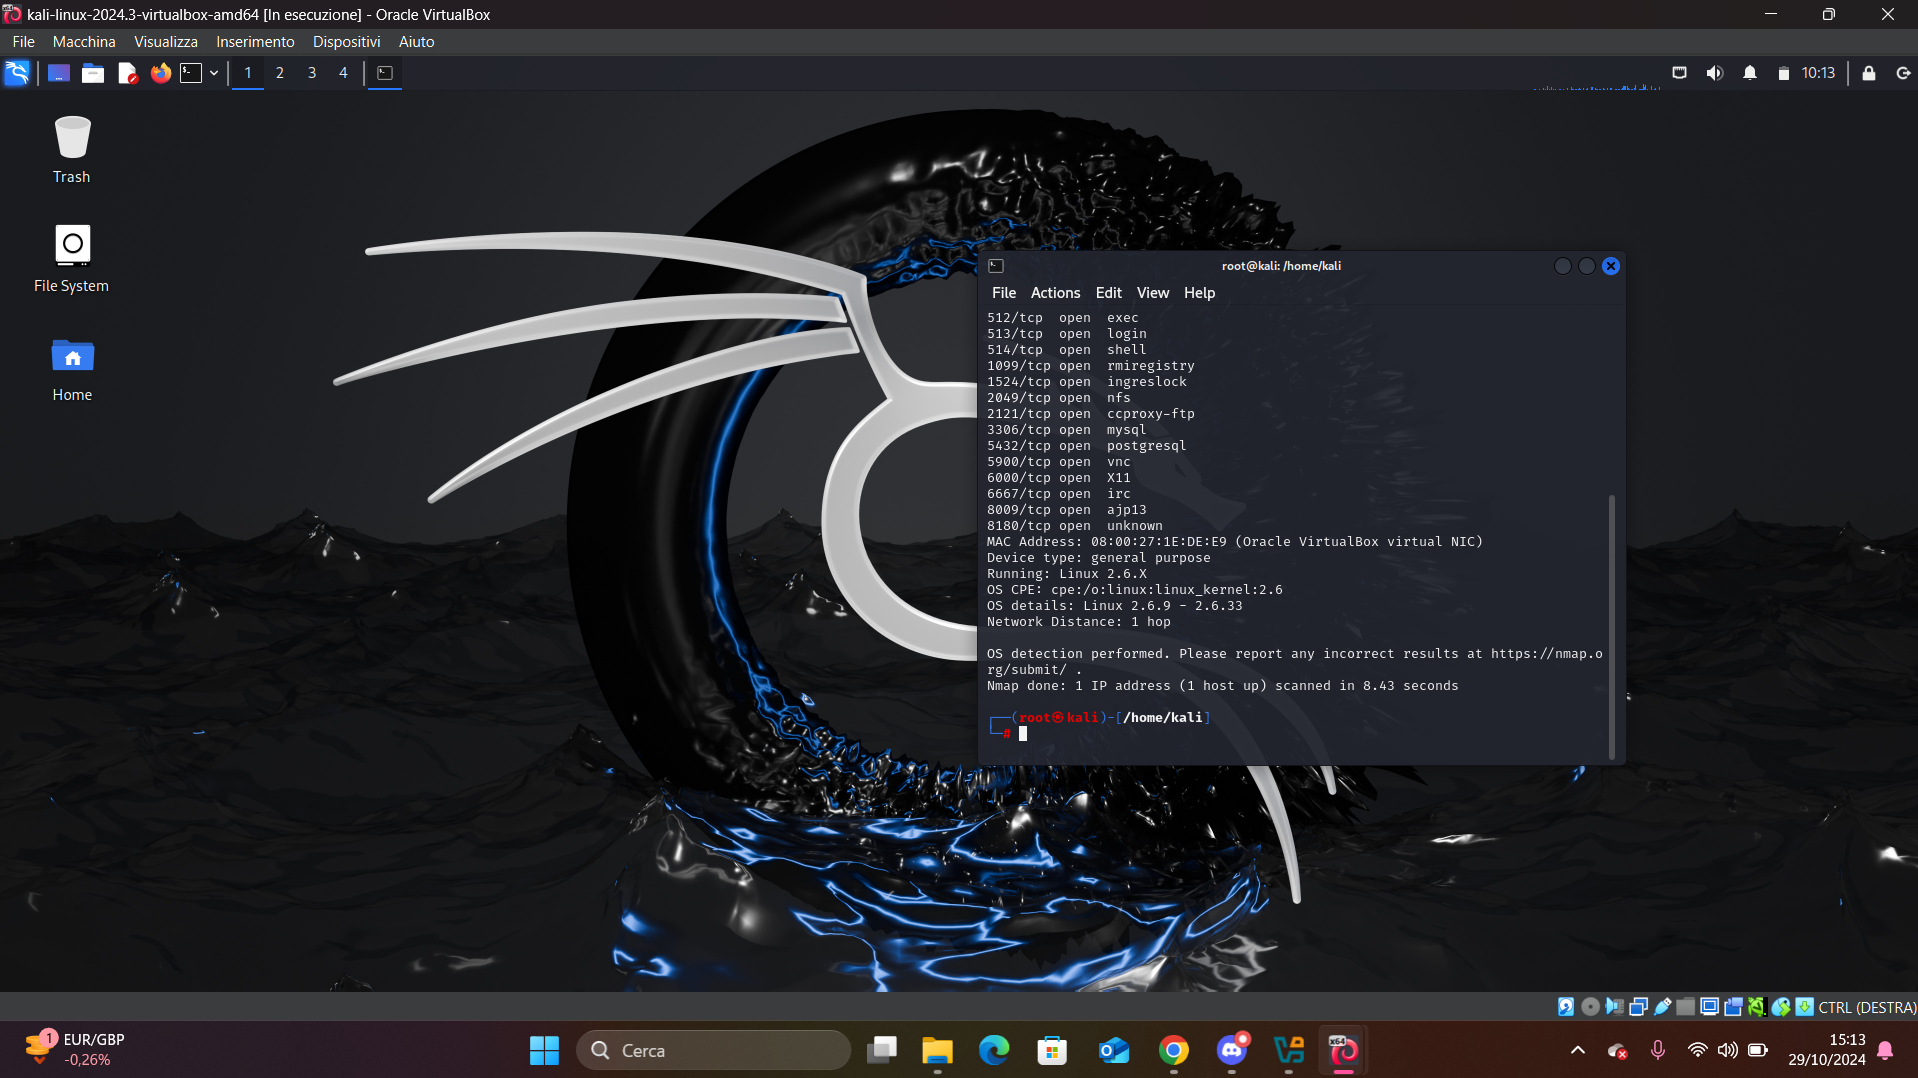 kali-linux-2024.3-virtualbox-amd64 [In esecuzione] - Oracle VirtualBox
File Macchina Visualizza Inserimento Dispositivi Aiuto
1 2 3 4
10:13
Trash
File System
Home
root@kali: /home/kali
File Actions Edit View Help
512/tcp open exec
513/tcp open login
514/tcp open shell
1099/tcp open rmiregistry
1524/tcp open ingreslock
2049/tcp open nfs
2121/tcp open ccproxy-ftp
3306/tcp open mysql
5432/tcp open postgresql
5900/tcp open vnc
6000/tcp open X11
6667/tcp open irc
8009/tcp open ajp13
8180/tcp open unknown
MAC Address: 08:00:27:1E:DE:E9 (Oracle VirtualBox virtual NIC)
Device type: general purpose
Running: Linux 2.6.X
OS CPE: cpe:/o:linux:linux_kernel:2.6
OS details: Linux 2.6.9 - 2.6.33
Network Distance: 1 hop
OS detection performed. Please report any incorrect results at https://nmap.o
rg/submit/ .
Nmap done: 1 IP address (1 host up) scanned in 8.43 seconds
┌──(root㉿kali)-[/home/kali]
└─#
CTRL (DESTRA)
1
EUR/GBP
-0,26%
Cerca
x64
15:13
29/10/2024